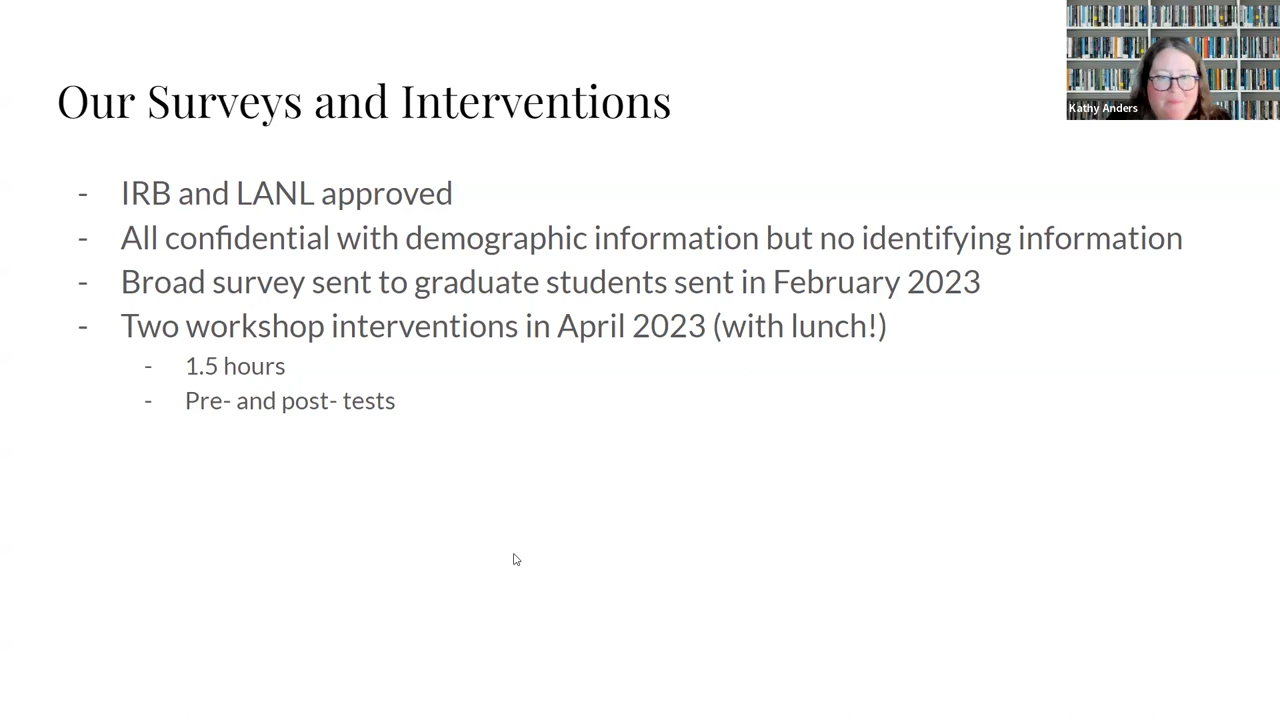 Our Surveys and Interventions
Kathy Anders
- IRB and LANL approved
- All confidential with demographic information but no identifying information
- Broad survey sent to graduate students sent in February 2023
- Two workshop interventions in April 2023 (with lunch!)
- 1.5 hours
- Pre- and post- tests